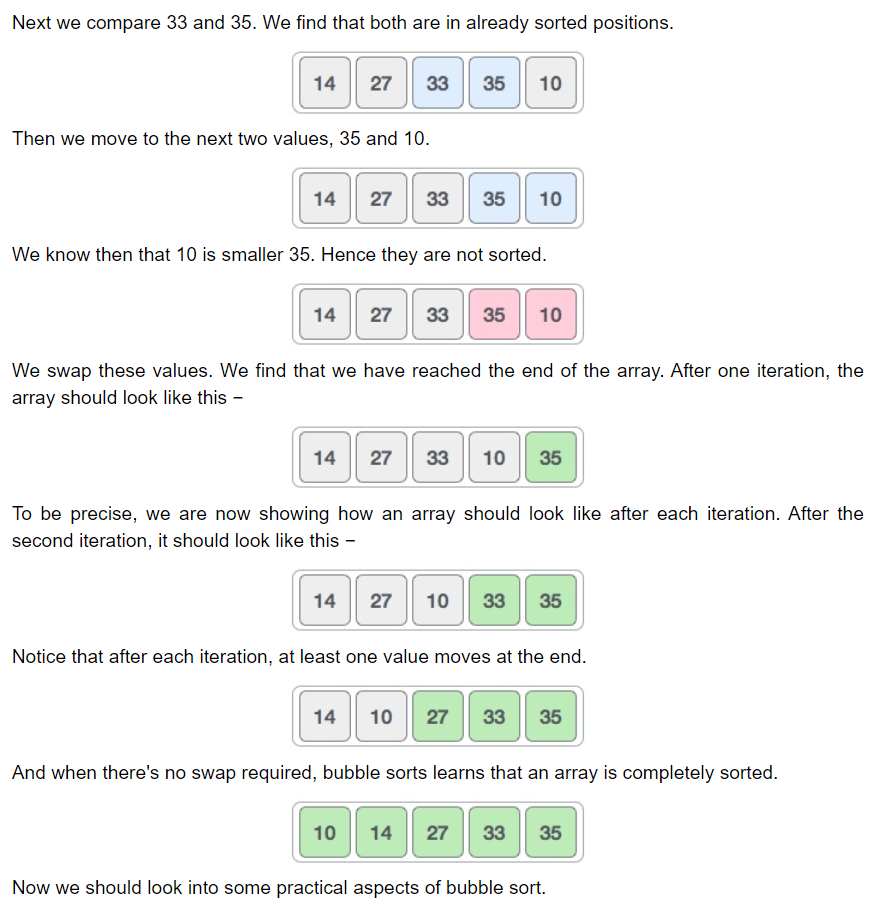 Next we compare 33 and 35. We find that both are in already sorted positions.
14 27 33 35 10
Then we move to the next two values, 35 and 10.
14 27 33 35 10
We know then that 10 is smaller 35. Hence they are not sorted.
14 27 33 35 10
We swap these values. We find that we have reached the end of the array. After one iteration, the
array should look like this −
14 27 33 10 35
To be precise, we are now showing how an array should look like after each iteration. After the
second iteration, it should look like this −
14 27 10 33 35
Notice that after each iteration, at least one value moves at the end.
14 10 27 33 35
And when there's no swap required, bubble sorts learns that an array is completely sorted.
10 14 27 33 35
Now we should look into some practical aspects of bubble sort.